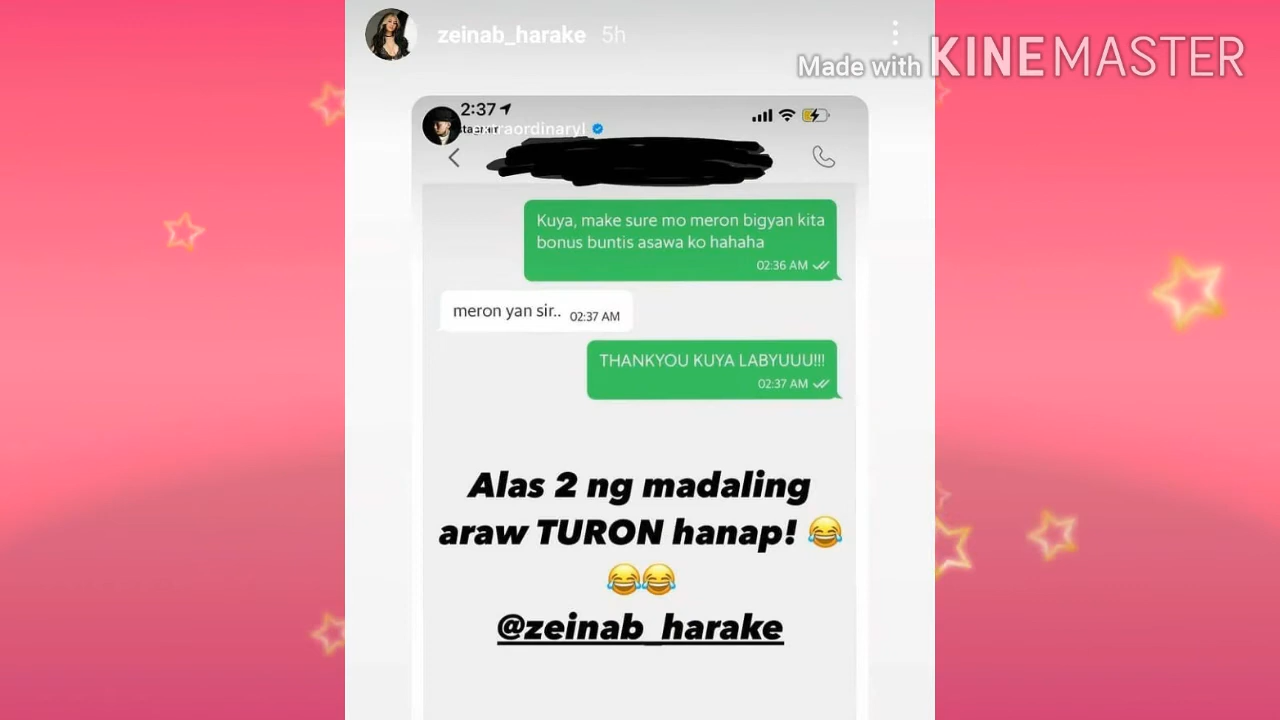 zeinab_harake 5h
Made with KINEMASTER
2:37
extraordinaryl
Kuya, make sure mo meron bigyan kita
bonus buntis asawa ko hahaha
02:36 AM
meron yan sir.. 02:37 AM
THANKYOU KUYA LABYUUU!!!
02:37 AM
Alas 2 ng madaling
araw TURON hanap! 😂
😂😂
@zeinab_harake